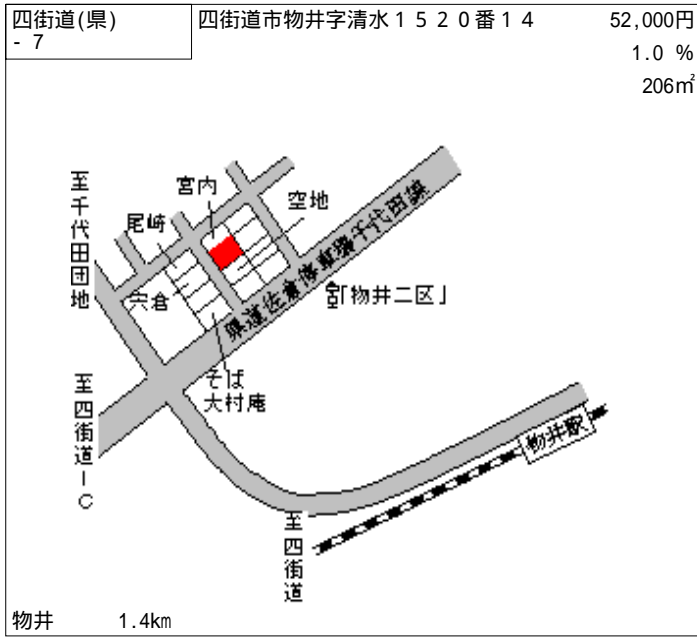 四街道(県)
- 7
四街道市物井字清水１５２０番１４
52,000円
1.0 %
206㎡
至千代田団地
宮内
空地
尾崎
宍倉
県道佐倉停車場千代田線
「物井二区」
そば
大村庵
至四街道IC
物井駅
至四街道
物井 1.4km